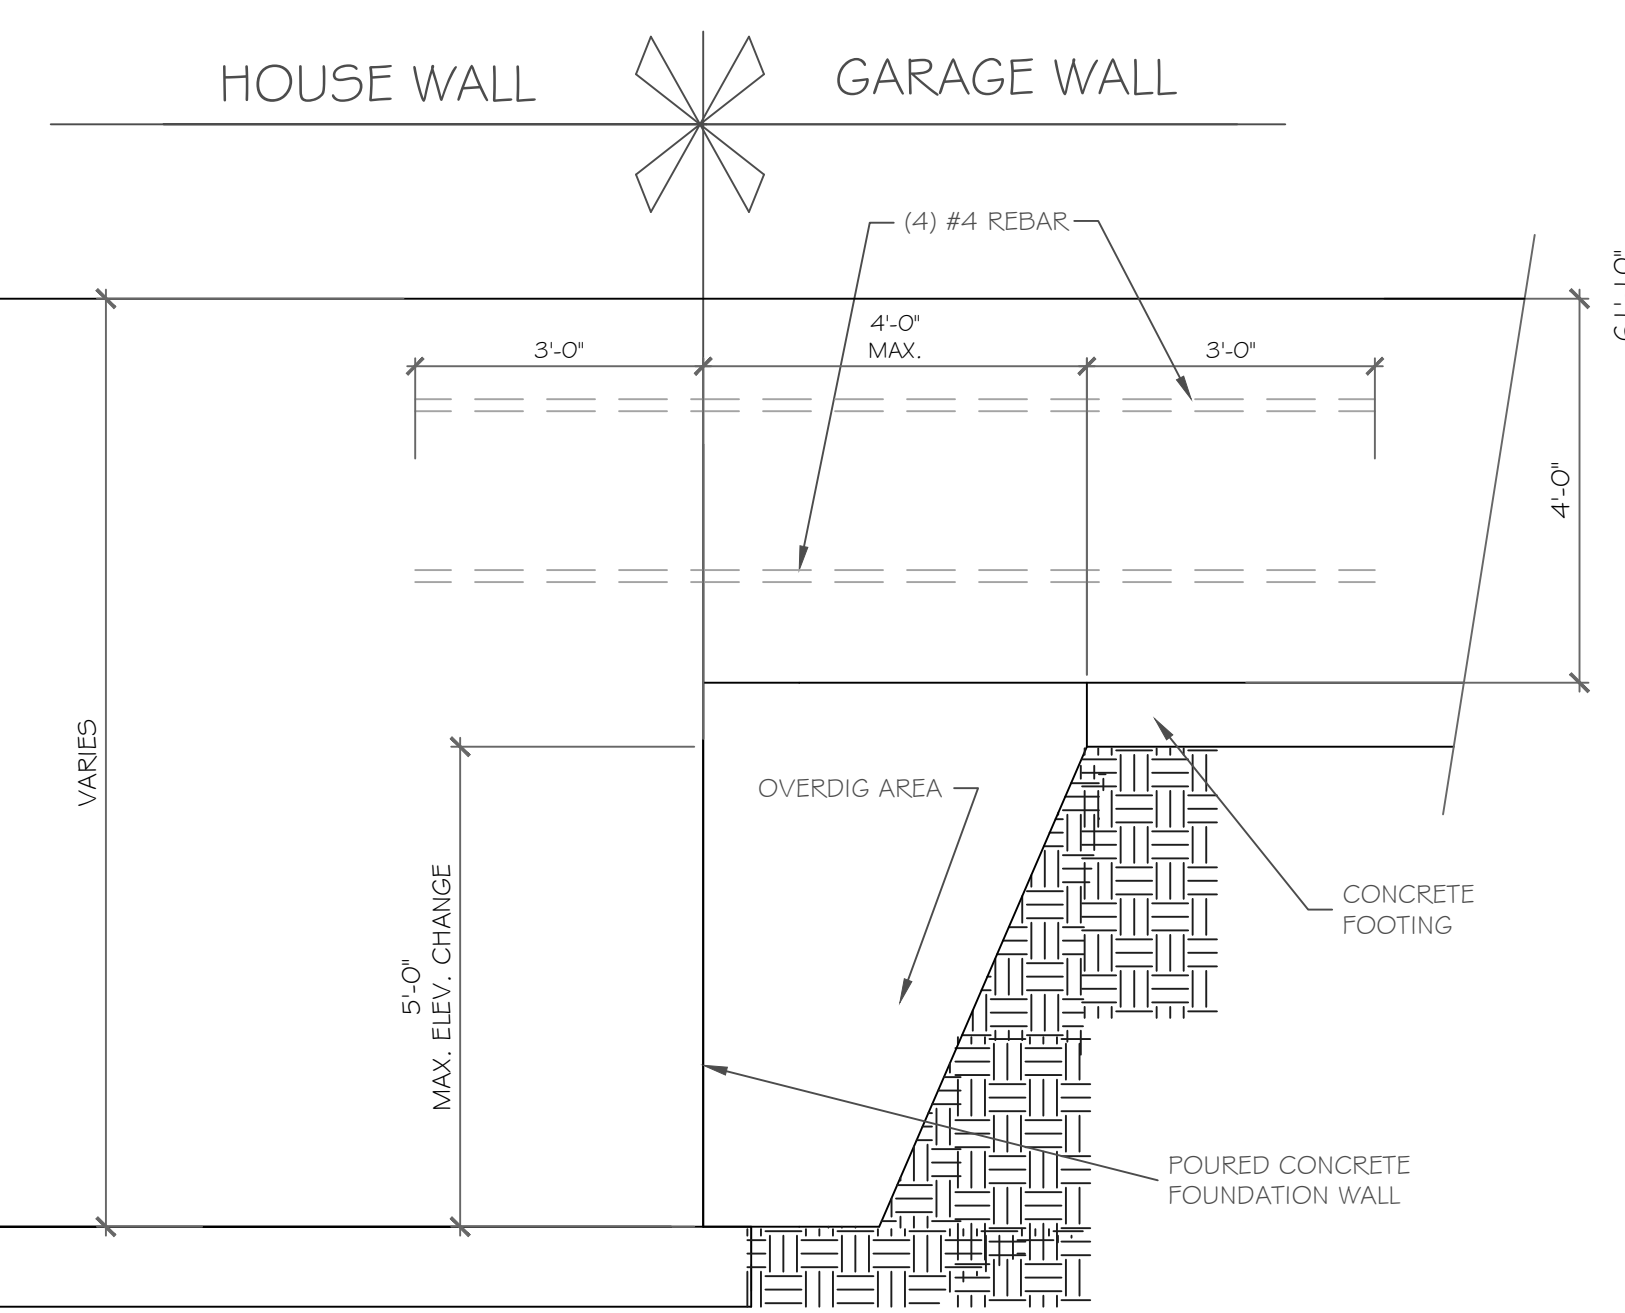 HOUSE WALL
GARAGE WALL
(4) #4 REBAR
3'-0"
4'-0"
MAX.
3'-0"
4'-0"
VARIES
OVERDIG AREA
5'-0"
MAX. ELEV. CHANGE
CONCRETE
FOOTING
POURED CONCRETE
FOUNDATION WALL